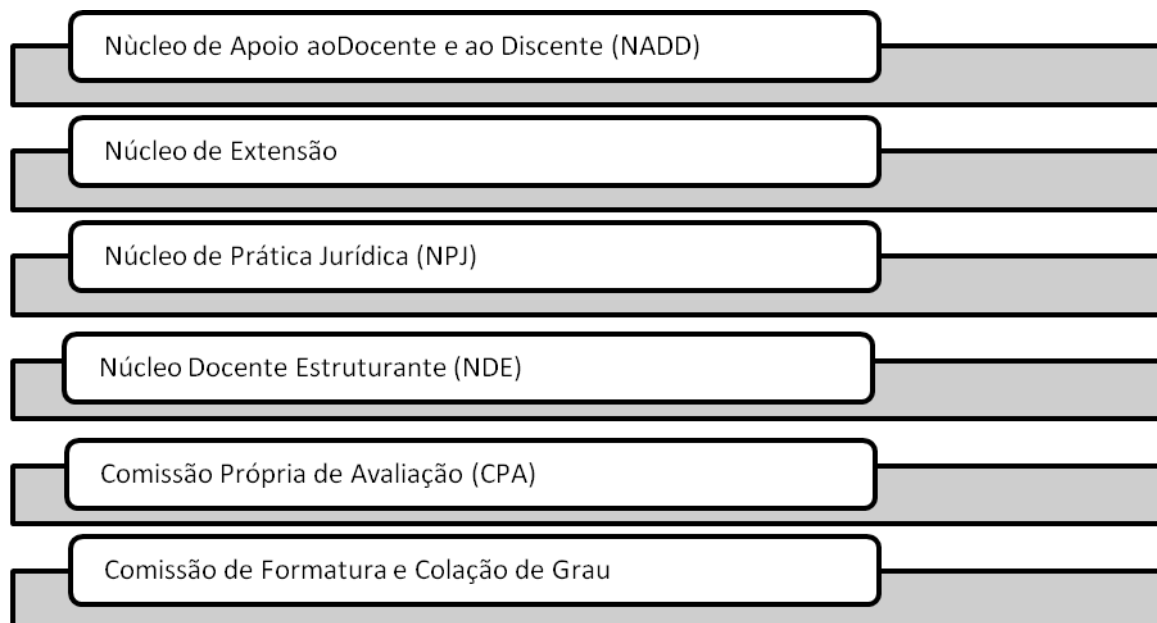 Nùcleo de Apoio aoDocente e ao Discente (NADD)
Núcleo de Extensão
Núcleo de Prática Jurídica (NPJ)
Núcleo Docente Estruturante (NDE)
Comissão Própria de Avaliação (CPA)
Comissão de Formatura e Colação de Grau